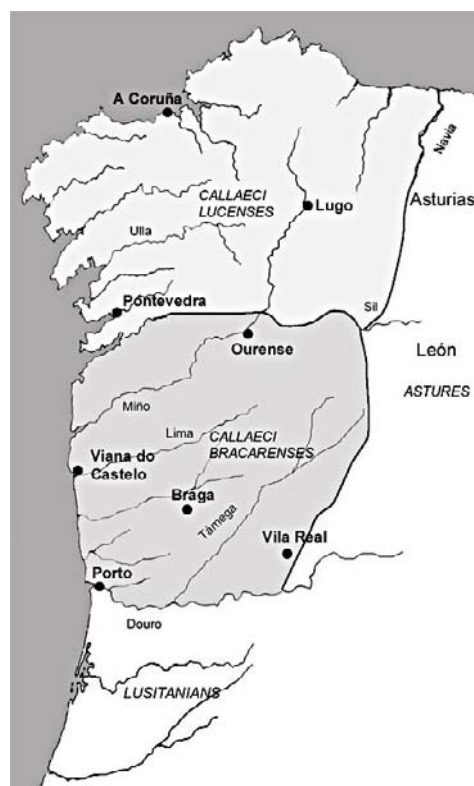 A Coruña
Navia
CALLAECI
LUCENSES
Lugo
Asturias
Ulla
Pontevedra
Sil
Ourense
León
ASTURES
Miño
Lima
CALLAECI
BRACARENSES
Viana do
Castelo
Braga
Támega
Vila Real
Porto
Douro
LUSITANIANS